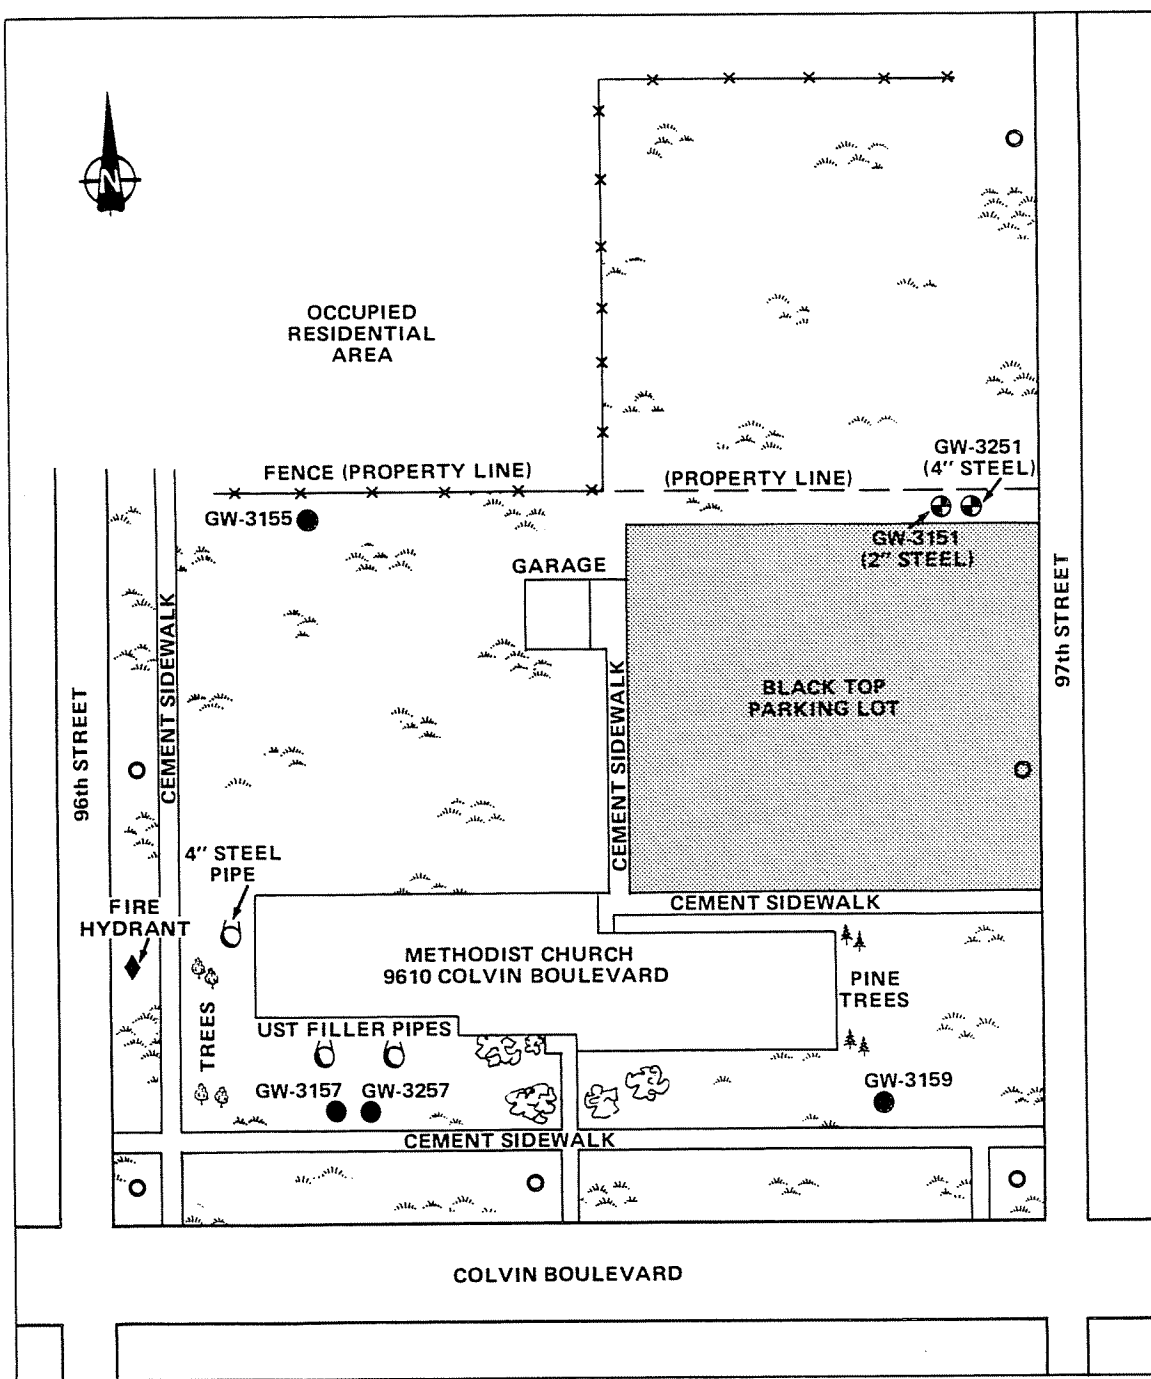 N
OCCUPIED
RESIDENTIAL
AREA
GW-3251
(4" STEEL)
FENCE (PROPERTY LINE)
(PROPERTY LINE)
GW-3155
GW-3151
(2" STEEL)
GARAGE
CEMENT SIDEWALK
97th STREET
CEMENT SIDEWALK
BLACK TOP
PARKING LOT
96th STREET
4" STEEL
PIPE
FIRE
HYDRANT
CEMENT SIDEWALK
METHODIST CHURCH
9610 COLVIN BOULEVARD
PINE
TREES
TREES
UST FILLER PIPES
GW-3157
GW-3257
GW-3159
CEMENT SIDEWALK
COLVIN BOULEVARD